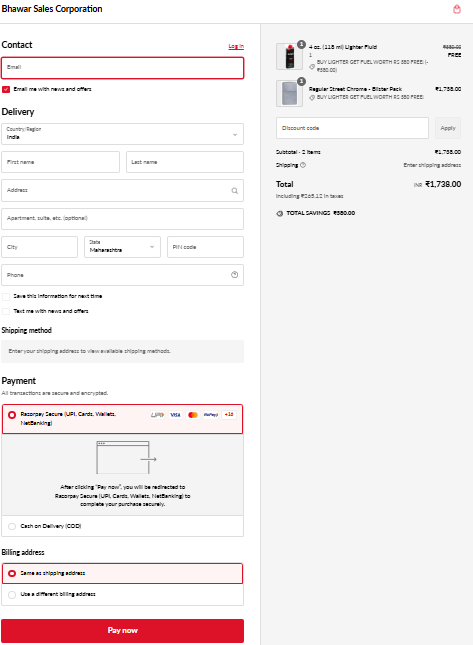 Bhawar Sales Corporation
Contact
Log in
Email
Email me with news and offers
Delivery
Country/Region
India
First name
Last name
Address
Apartment, suite, etc. (optional)
City
State
Maharashtra
PIN code
Phone
Save this information for next time
Text me with news and offers
Shipping method
Enter your shipping address to view available shipping methods.
Payment
All transactions are secure and encrypted.
Razorpay Secure (UPI, Cards, Wallets,
NetBanking)
UPI
VISA
RuPay
+16
After clicking "Pay now", you will be redirected to
Razorpay Secure (UPI, Cards, Wallets, NetBanking) to
complete your purchase securely.
Cash on Delivery (COD)
Billing address
Same as shipping address
Use a different billing address
Pay now
1
4 oz. (118 ml) Lighter Fluid
1
BUY LIGHTER GET FUEL WORTH RS 380 FREE! (-
₹380.00)
₹380.00
FREE
1
Regular Street Chrome - Blister Pack
BUY LIGHTER GET FUEL WORTH RS 380 FREE!
₹1,738.00
Discount code
Apply
Subtotal · 2 items
₹1,738.00
Shipping
Enter shipping address
Total
INR ₹1,738.00
Including ₹265.12 in taxes
TOTAL SAVINGS ₹380.00